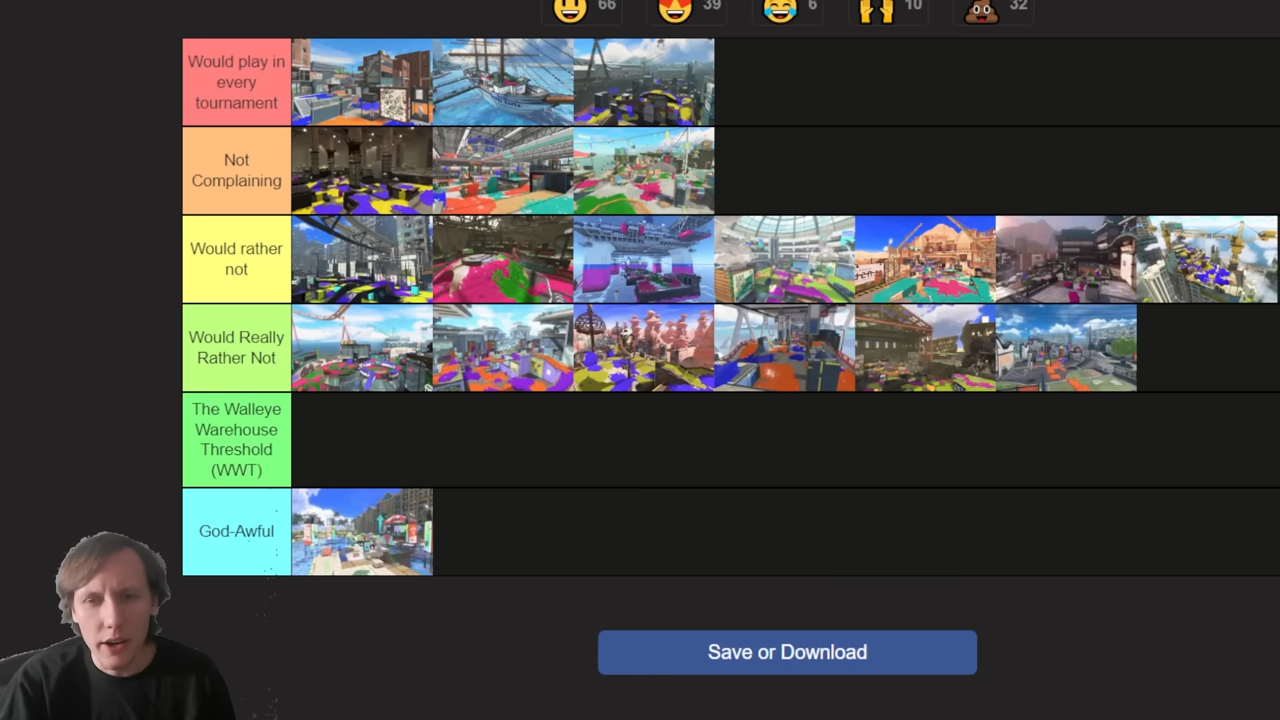 66 39 6 10 32
Would play in
every
tournament
Not
Complaining
Would rather
not
Would Really
Rather Not
The Walleye
Warehouse
Threshold
(WWT)
God-Awful
Save or Download